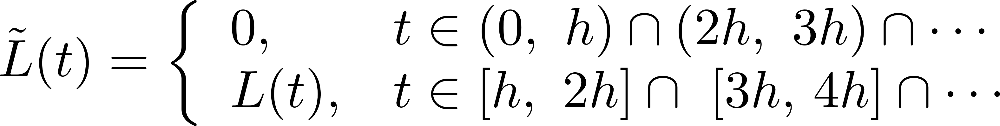 L̃(t) = { 0, t ∈ (0, h) ∩ (2h, 3h) ∩ ⋯
L(t), t ∈ [h, 2h] ∩ [3h, 4h] ∩ ⋯